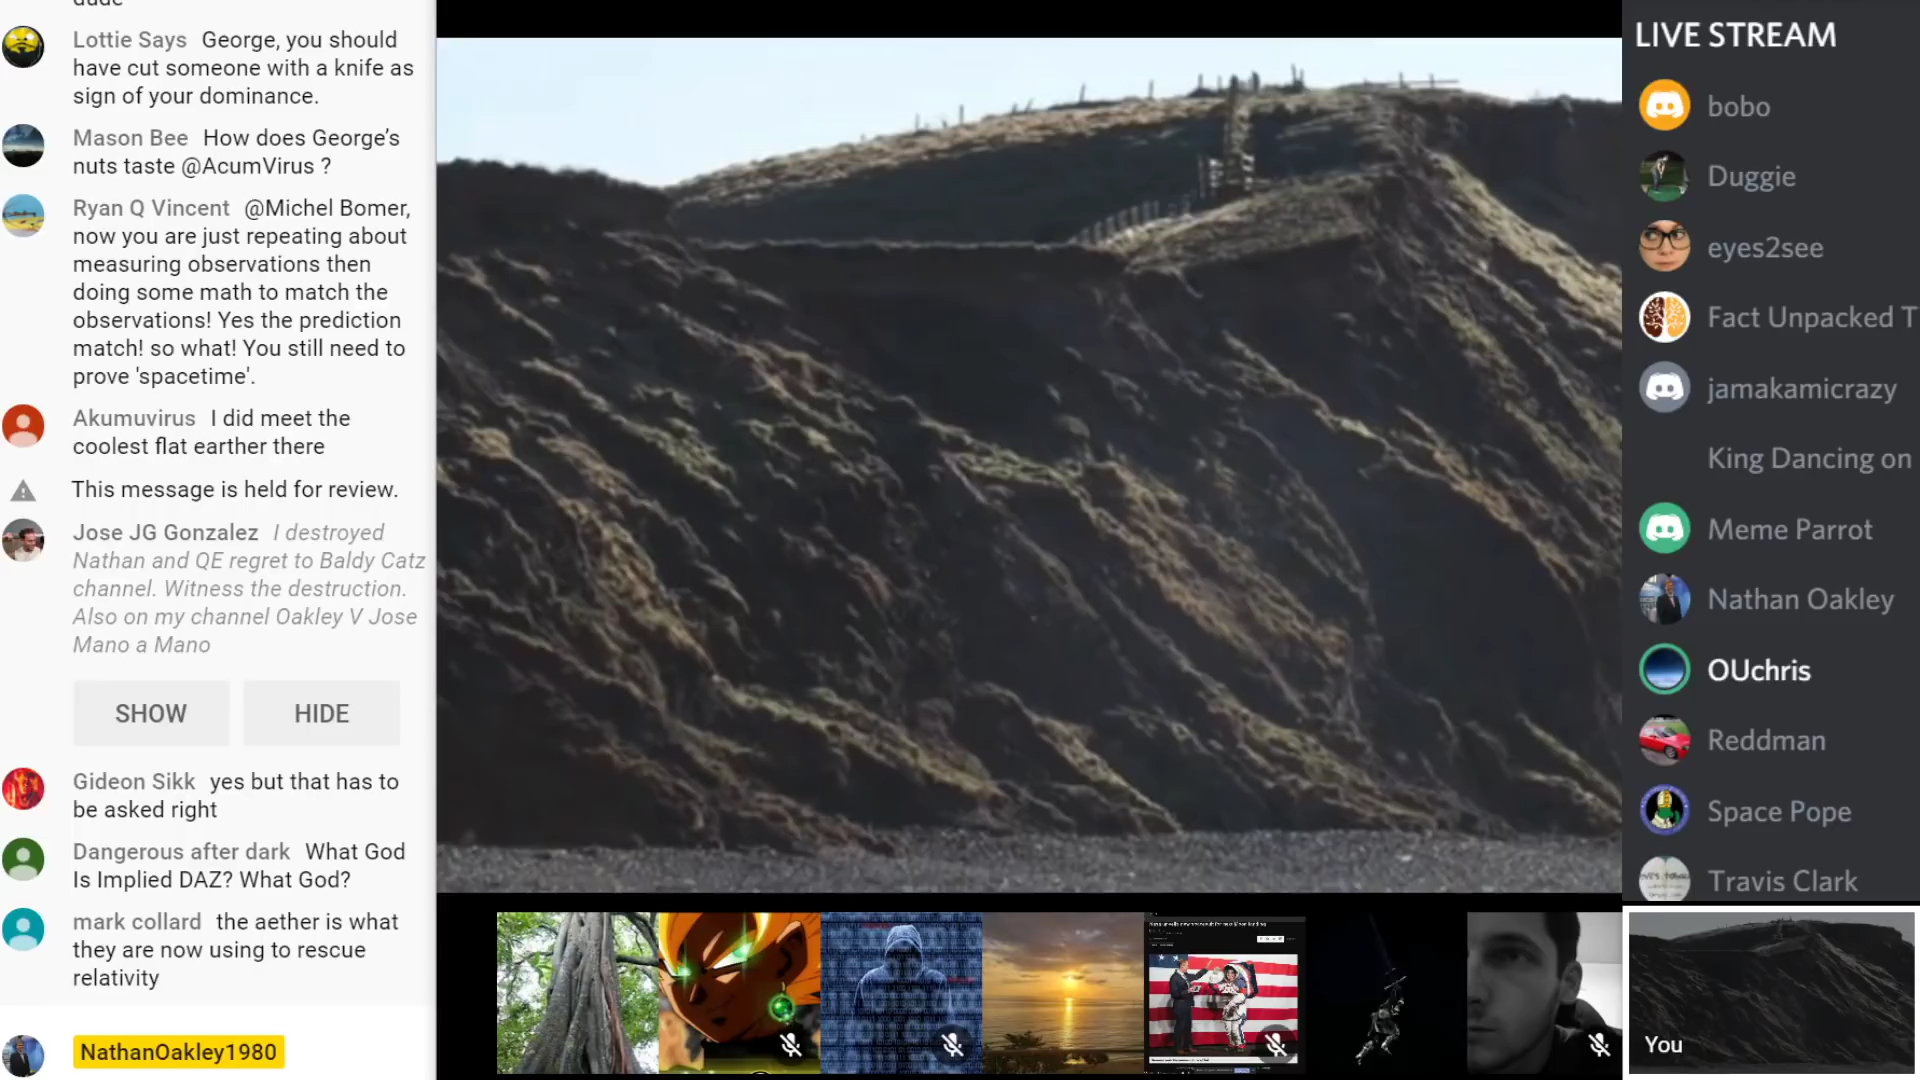 dude
Lottie Says George, you should
have cut someone with a knife as
sign of your dominance.
Mason Bee How does George's
nuts taste @AcumVirus ?
Ryan Q Vincent @Michel Bomer,
now you are just repeating about
measuring observations then
doing some math to match the
observations! Yes the prediction
match! so what! You still need to
prove 'spacetime'.
Akumuvirus I did meet the
coolest flat earther there
This message is held for review.
Jose JG Gonzalez I destroyed
Nathan and QE regret to Baldy Catz
channel. Witness the destruction.
Also on my channel Oakley V Jose
Mano a Mano
SHOW HIDE
Gideon Sikk yes but that has to
be asked right
Dangerous after dark What God
Is Implied DAZ? What God?
mark collard the aether is what
they are now using to rescue
relativity
NathanOakley1980
LIVE STREAM
bobo
Duggie
eyes2see
Fact Unpacked T
jamakamicrazy
King Dancing on
Meme Parrot
Nathan Oakley
OUchris
Reddman
Space Pope
Travis Clark
You